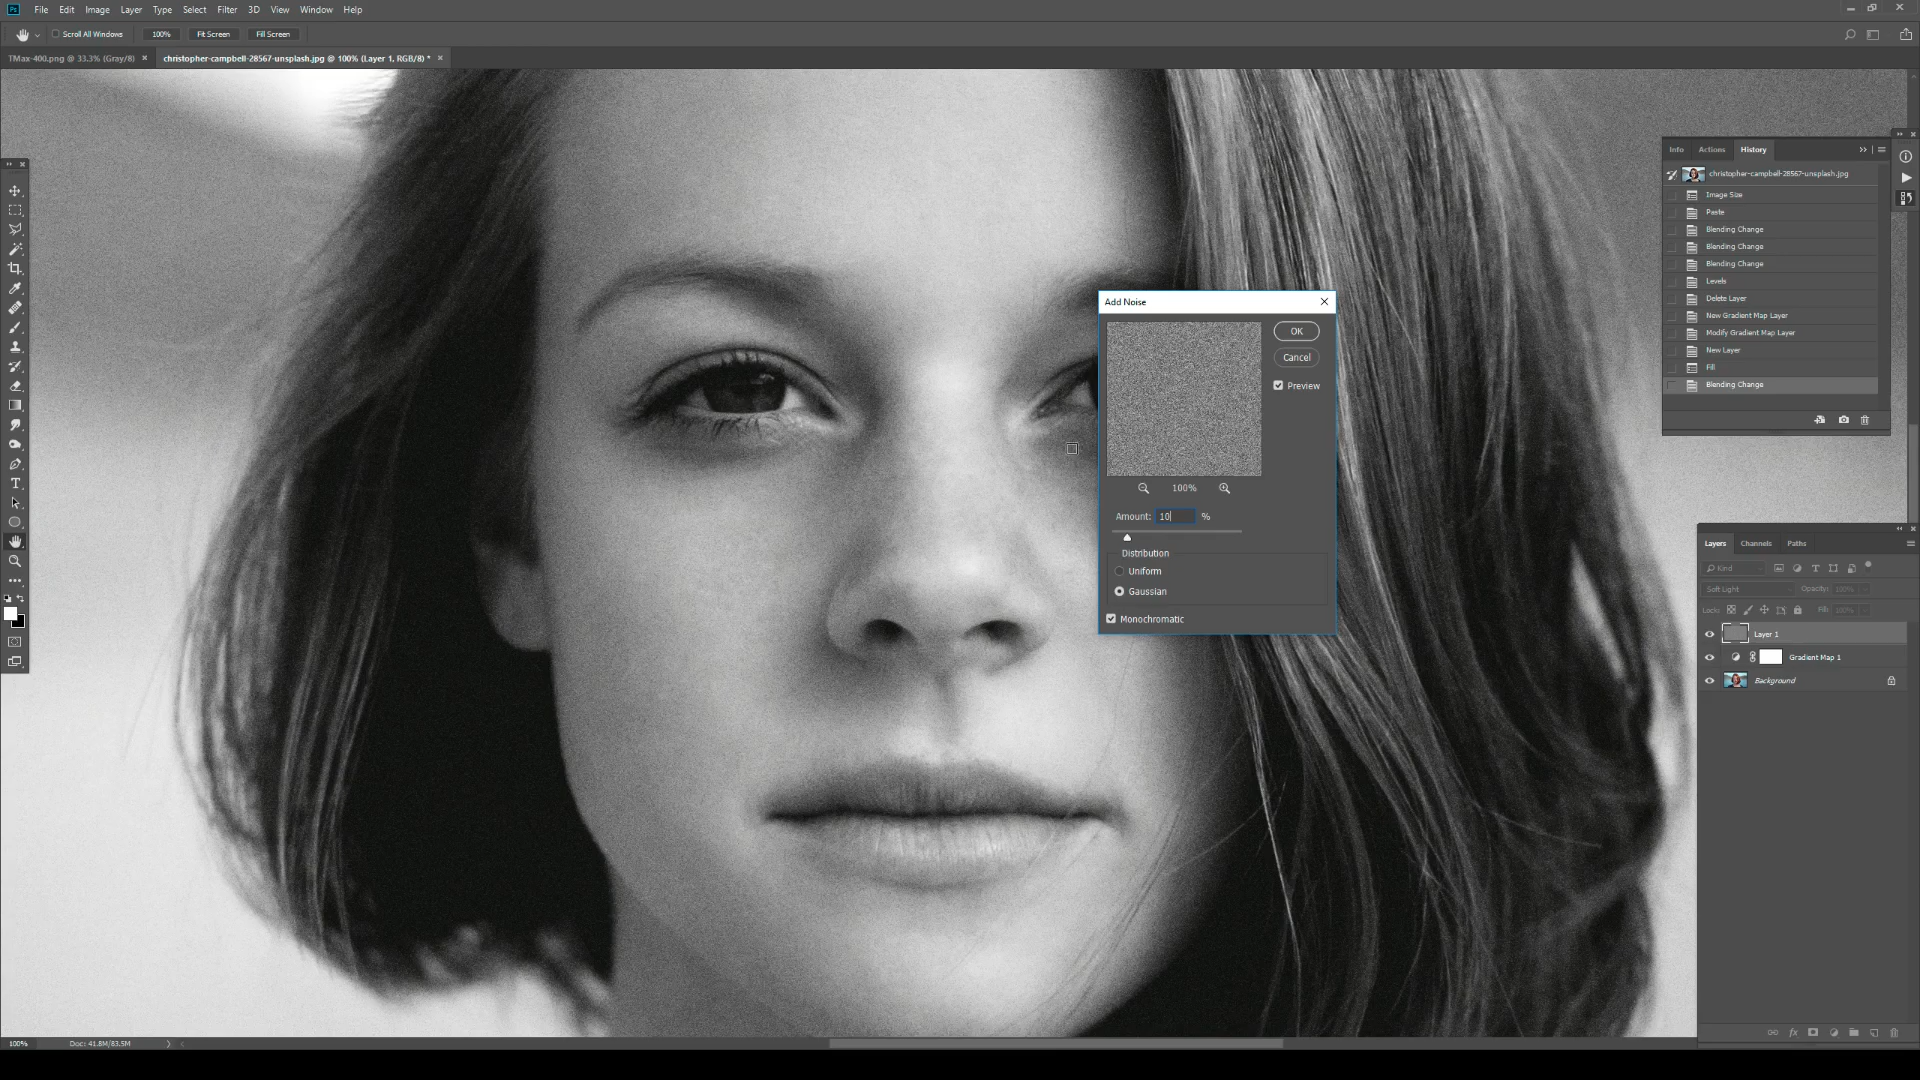 Ps File Edit Image Layer Type Select Filter 3D View Window Help
Scroll All Windows 100% Fit Screen Fill Screen
TMax-400.png @ 33.3% (Gray/8) × christopher-campbell-28567-unsplash.jpg @ 100% (Layer 1, RGB/8) * ×
Info Actions History
christopher-campbell-28567-unsplash.jpg
Image Size
Paste
Blending Change
Blending Change
Blending Change
Levels
Delete Layer
New Gradient Map Layer
Modify Gradient Map Layer
New Layer
Fill
Blending Change
Add Noise
OK
Cancel
Preview
100%
Amount: 10 %
Distribution
Uniform
Gaussian
Monochromatic
Layers Channels Paths
Kind
Soft Light Opacity: 100%
Lock: Fill: 100%
Layer 1
Gradient Map 1
Background
100% Doc: 41.8M/83.5M